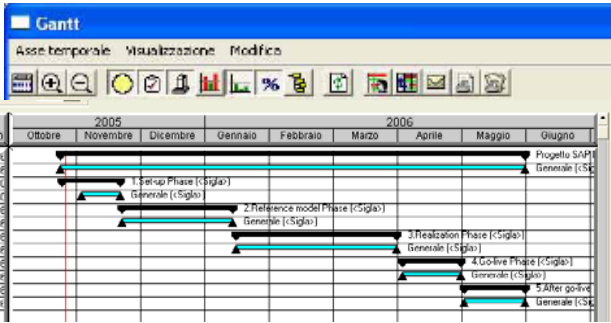 Gantt
Asse temporale Visualizzazione Modifica
%
2005 2006
Ottobre Novembre Dicembre Gennaio Febbraio Marzo Aprile Maggio Giugno
Progetto SAP
Generale (<Sig
1.Set-up Phase (<Sigla>)
Generale (<Sigla>)
2.Reference model Phase (<Sigla>)
Generale (<Sigla>)
3.Realization Phase (<Sigla>)
Generale (<Sigla>)
4.Go-live Phase (<Sigla>)
Generale (<Sigla>)
5.After go-live
Generale (<Si